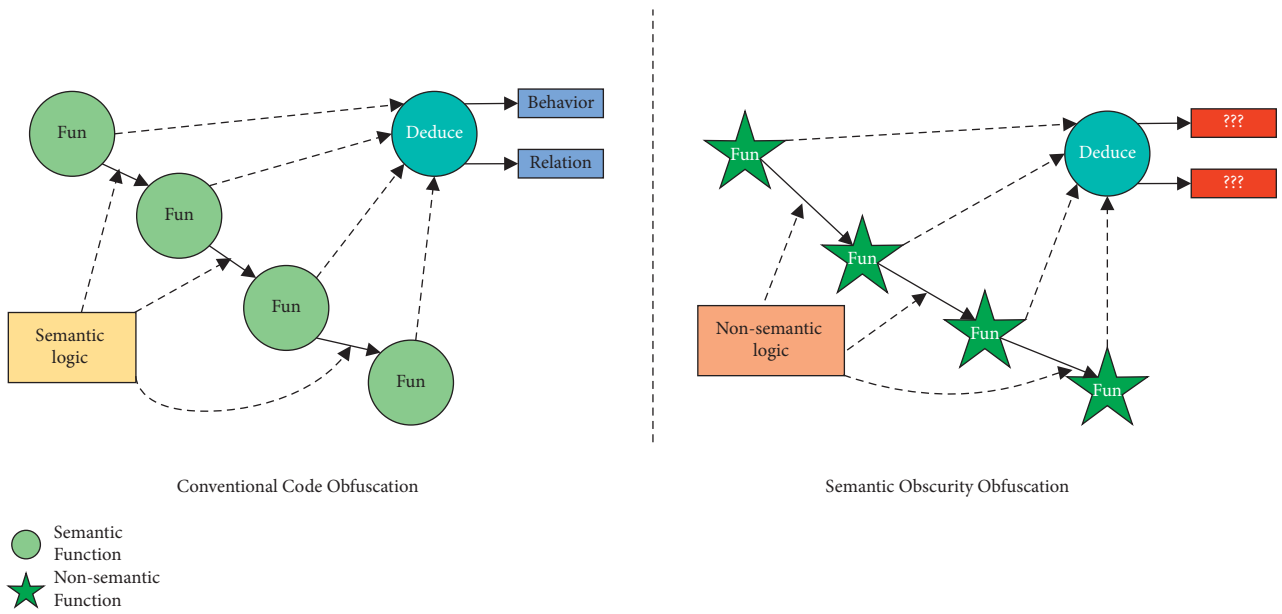 Fun
Fun
Fun
Fun
Deduce
Behavior
Relation
Semantic
logic
Conventional Code Obfuscation
Fun
Fun
Fun
Fun
Deduce
???
???
Non-semantic
logic
Semantic Obscurity Obfuscation
Semantic
Function
Non-semantic
Function